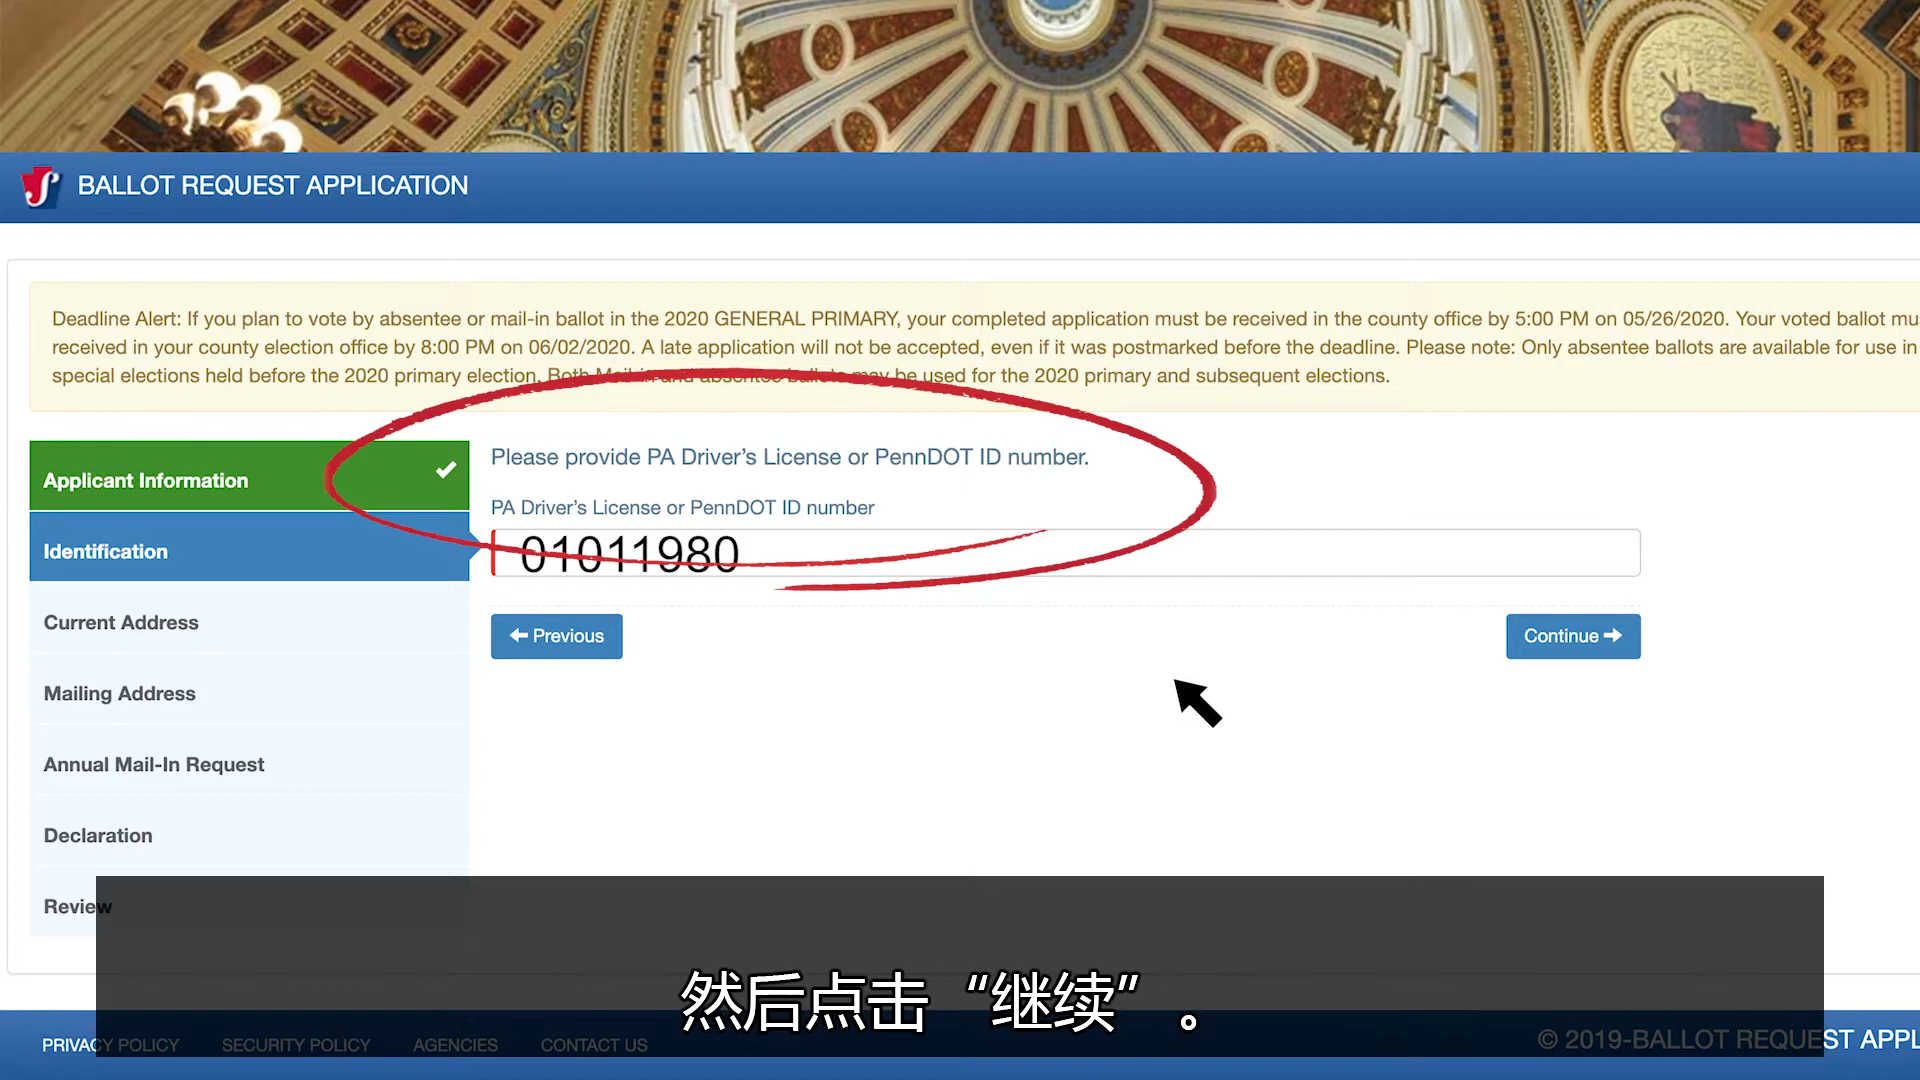 BALLOT REQUEST APPLICATION
Deadline Alert: If you plan to vote by absentee or mail-in ballot in the 2020 GENERAL PRIMARY, your completed application must be received in the county office by 5:00 PM on 05/26/2020. Your voted ballot mu
received in your county election office by 8:00 PM on 06/02/2020. A late application will not be accepted, even if it was postmarked before the deadline. Please note: Only absentee ballots are available for use in
special elections held before the 2020 primary election. Both Mail-in and absentee ballots may be used for the 2020 primary and subsequent elections.
Applicant Information
Identification
Current Address
Mailing Address
Annual Mail-In Request
Declaration
Review
Please provide PA Driver’s License or PennDOT ID number.
PA Driver’s License or PennDOT ID number
01011980
Previous
Continue
然后点击“继续”。
PRIVACY POLICY
SECURITY POLICY
AGENCIES
CONTACT US
© 2019-BALLOT REQUEST APPL